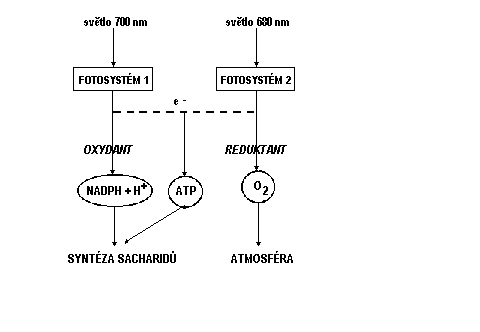 světlo 700 nm
světlo 680 nm
FOTOSYSTÉM 1
FOTOSYSTÉM 2
e -
OXYDANT
REDUKTANT
NADPH + H+
ATP
O2
SYNTÉZA SACHARIDŮ
ATMOSFÉRA